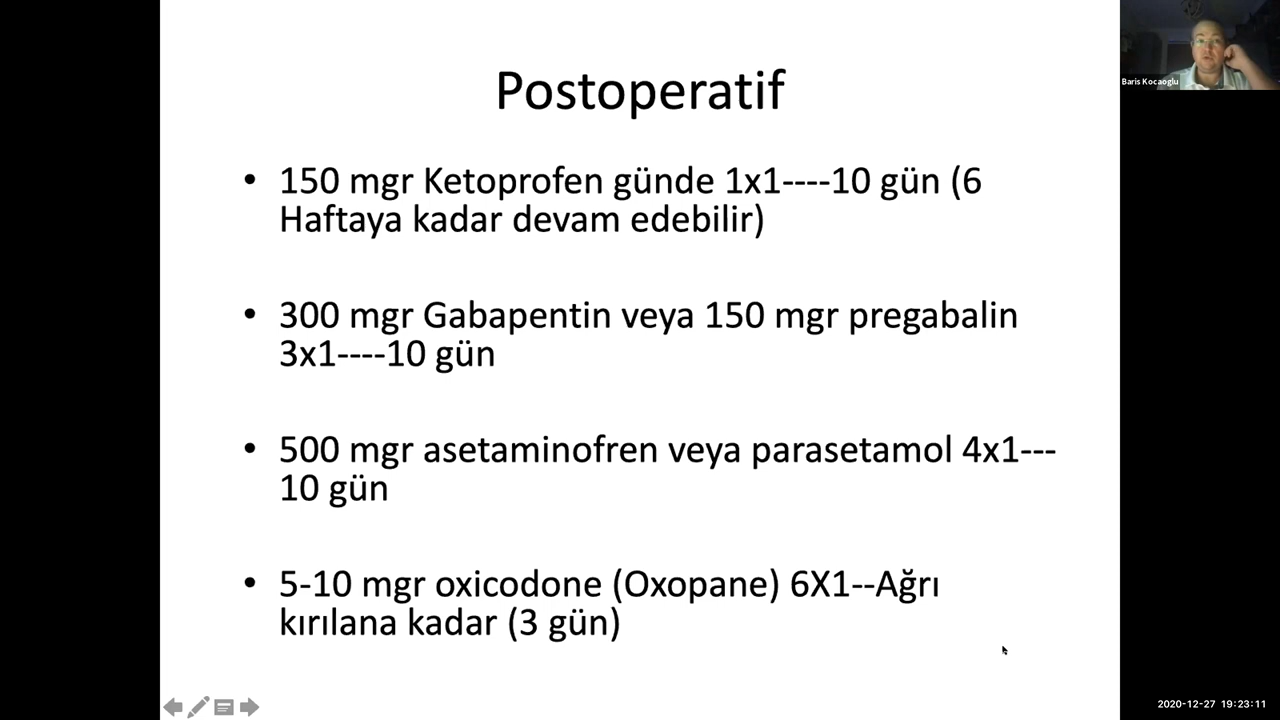 Postoperatif
• 150 mgr Ketoprofen günde 1x1----10 gün (6
Haftaya kadar devam edebilir)
• 300 mgr Gabapentin veya 150 mgr pregabalin
3x1----10 gün
• 500 mgr asetaminofren veya parasetamol 4x1---
10 gün
• 5-10 mgr oxicodone (Oxopane) 6X1--Ağrı
kırılana kadar (3 gün)
Baris Kocaoglu
2020-12-27 19:23:11